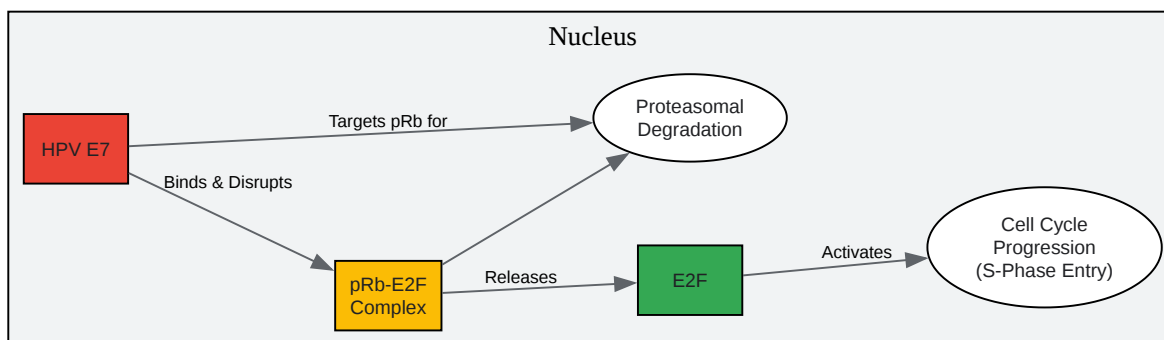 Nucleus
Proteasomal
Degradation
Targets pRb for
HPV E7
Binds & Disrupts
Cell Cycle
Progression
(S-Phase Entry)
Activates
pRb-E2F
Complex
Releases
E2F